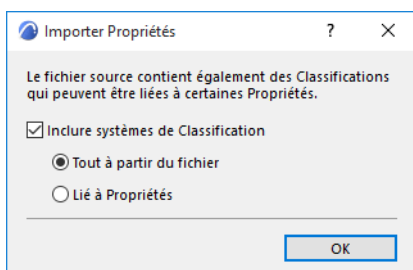 Importer Propriétés
Le fichier source contient également des Classifications
qui peuvent être liées à certaines Propriétés.
Inclure systèmes de Classification
Tout à partir du fichier
Lié à Propriétés
OK